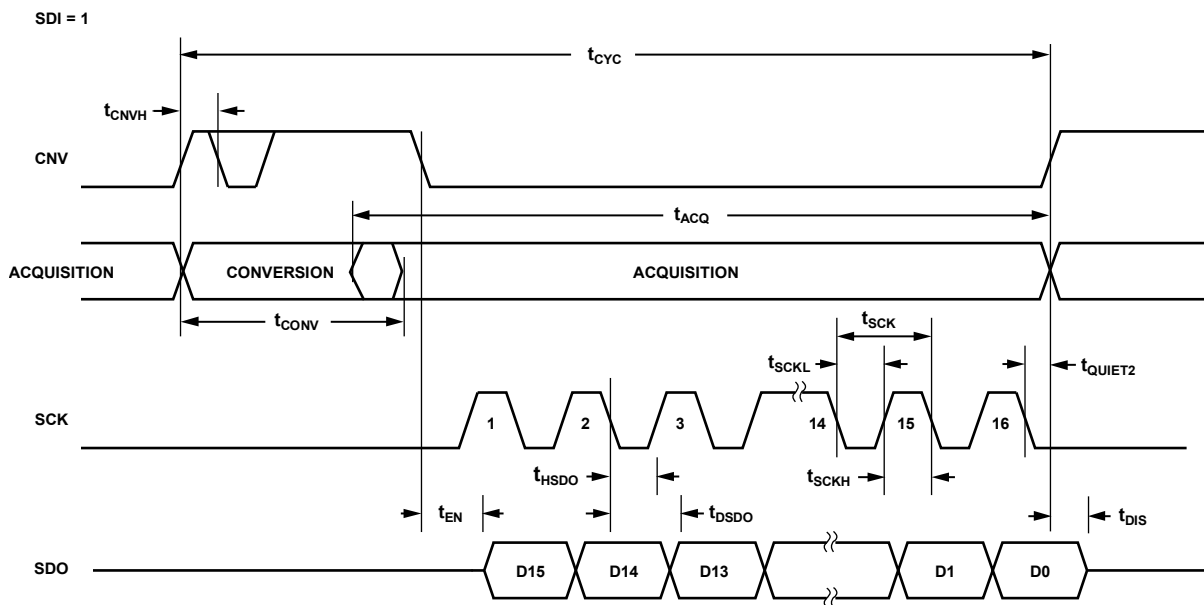 SDI = 1
tCYC
tCNVH
CNV
tACQ
ACQUISITION CONVERSION ACQUISITION
tCONV
tSCK
tSCKL tQUIET2
SCK 1 2 3 14 15 16
tHSDO tSCKH
tEN tDSDO tDIS
SDO D15 D14 D13 D1 D0